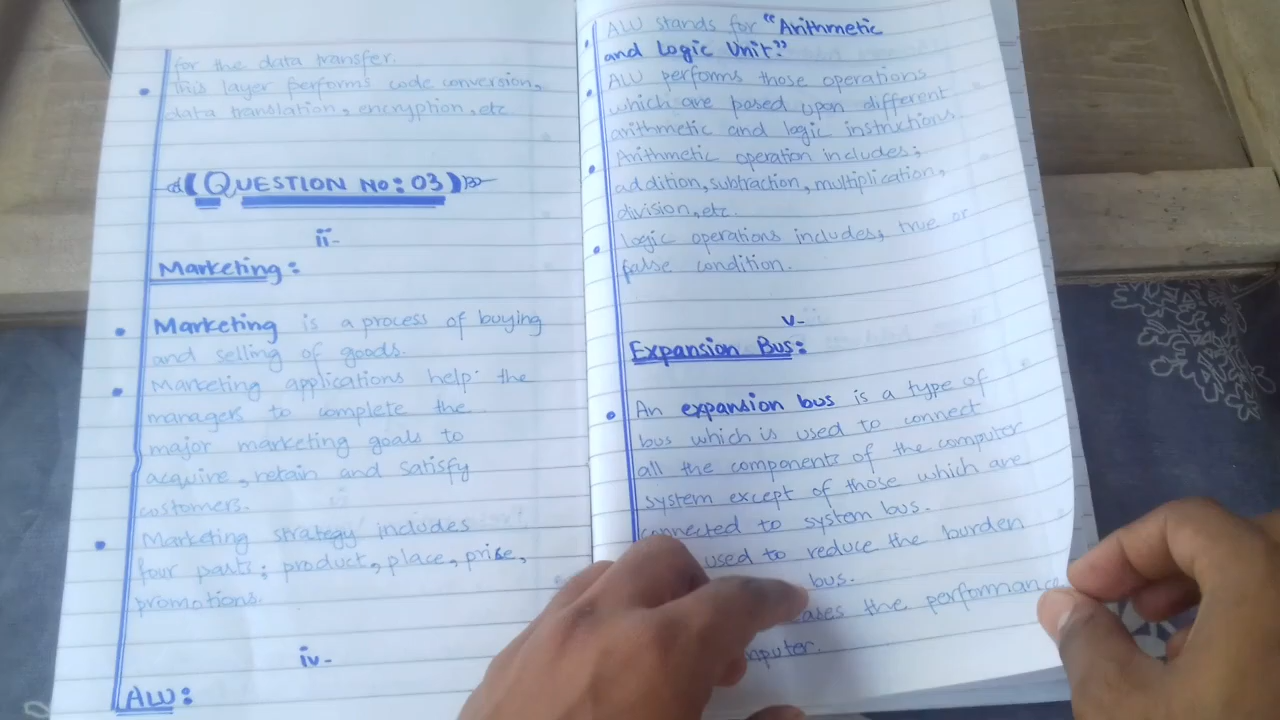 for the data transfer.
This layer performs code conversion,
data translation, encryption, etc
(QUESTION NO: 03)
ii-
Marketing:
Marketing is a process of buying
and selling of goods.
Marketing applications help the
managers to complete the
major marketing goals to
acquire, retain and satisfy
customers.
Marketing strategy includes
four parts; product, place, price,
promotions.
iv-
ALU:
ALU stands for "Arithmetic
and Logic Unit."
ALU performs those operations
which are pased upon different
arithmetic and logic instructions.
Arithmetic operation includes;
addition, subtraction, multiplication,
division, etc.
Logic operations includes, true or
false condition.
v-
Expansion Bus:
An expansion bus is a type of
bus which is used to connect
all the components of the computer
system except of those which are
connected to system bus.
used to reduce the burden
bus.
the performance